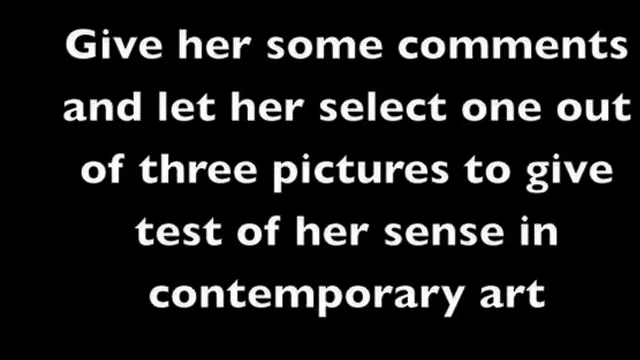 Give her some comments
and let her select one out
of three pictures to give
test of her sense in
contemporary art